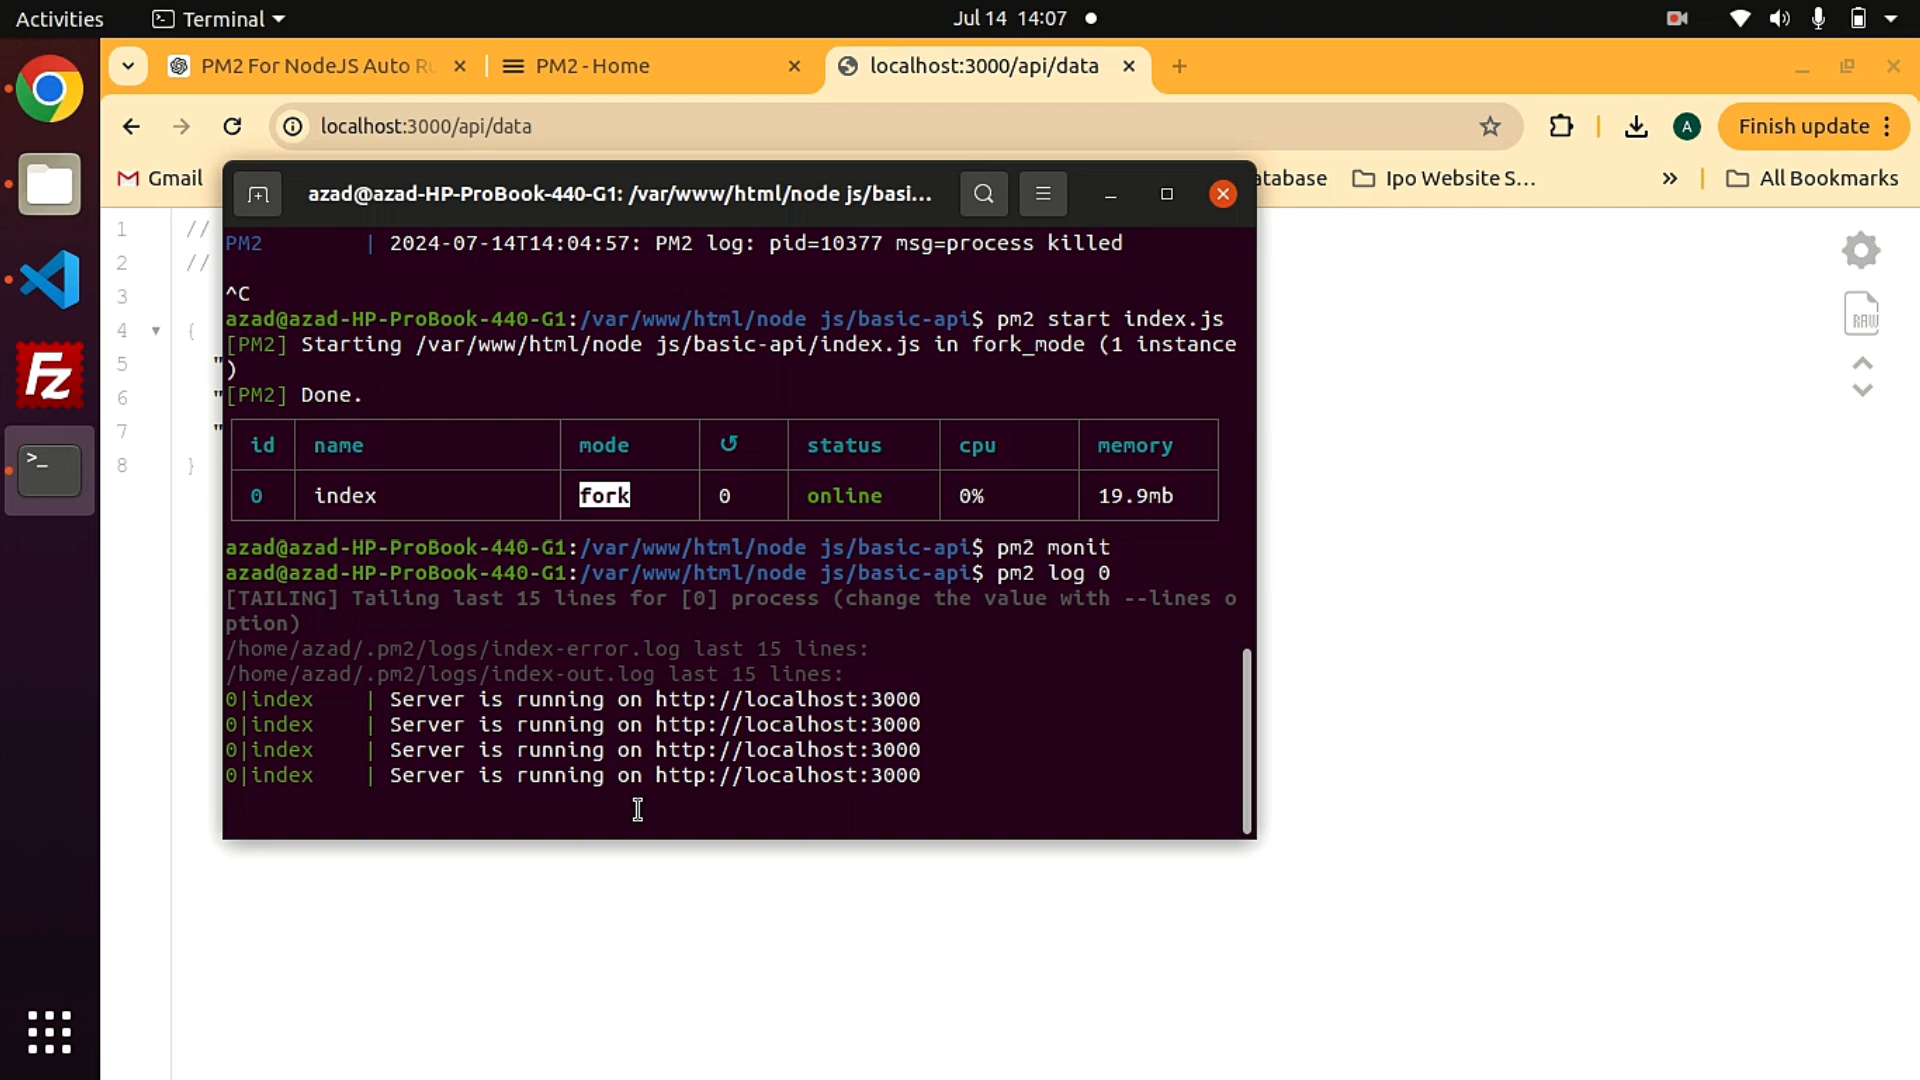 Activities
Terminal
Jul 14 14:07
PM2 For NodeJS Auto Ru
PM2 - Home
localhost:3000/api/data
localhost:3000/api/data
A
Finish update
Gmail
Ipo Website S...
»
All Bookmarks
azad@azad-HP-ProBook-440-G1: /var/www/html/node js/basi...
1 //
2 //
3
4 {
5 "
6 "
7 "
8 }
RAW
PM2 | 2024-07-14T14:04:57: PM2 log: pid=10377 msg=process killed
^C
azad@azad-HP-ProBook-440-G1:/var/www/html/node js/basic-api$ pm2 start index.js
[PM2] Starting /var/www/html/node js/basic-api/index.js in fork_mode (1 instance
)
[PM2] Done.
id name mode ↺ status cpu memory
0 index fork 0 online 0% 19.9mb
azad@azad-HP-ProBook-440-G1:/var/www/html/node js/basic-api$ pm2 monit
azad@azad-HP-ProBook-440-G1:/var/www/html/node js/basic-api$ pm2 log 0
[TAILING] Tailing last 15 lines for [0] process (change the value with --lines o
ption)
/home/azad/.pm2/logs/index-error.log last 15 lines:
/home/azad/.pm2/logs/index-out.log last 15 lines:
0|index | Server is running on http://localhost:3000
0|index | Server is running on http://localhost:3000
0|index | Server is running on http://localhost:3000
0|index | Server is running on http://localhost:3000